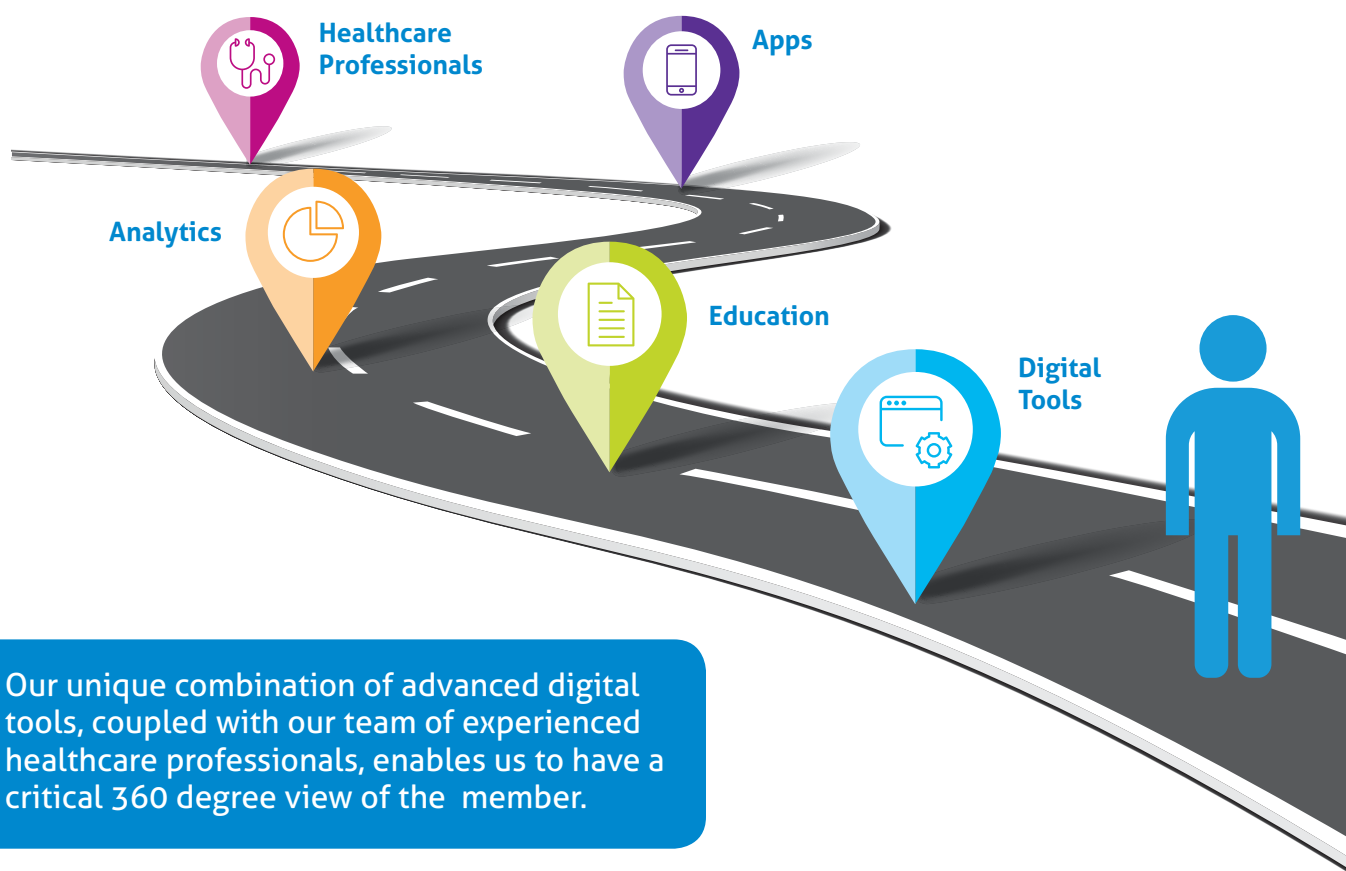 Healthcare
Professionals
Apps
Analytics
Education
Digital
Tools
Our unique combination of advanced digital
tools, coupled with our team of experienced
healthcare professionals, enables us to have a
critical 360 degree view of the  member.